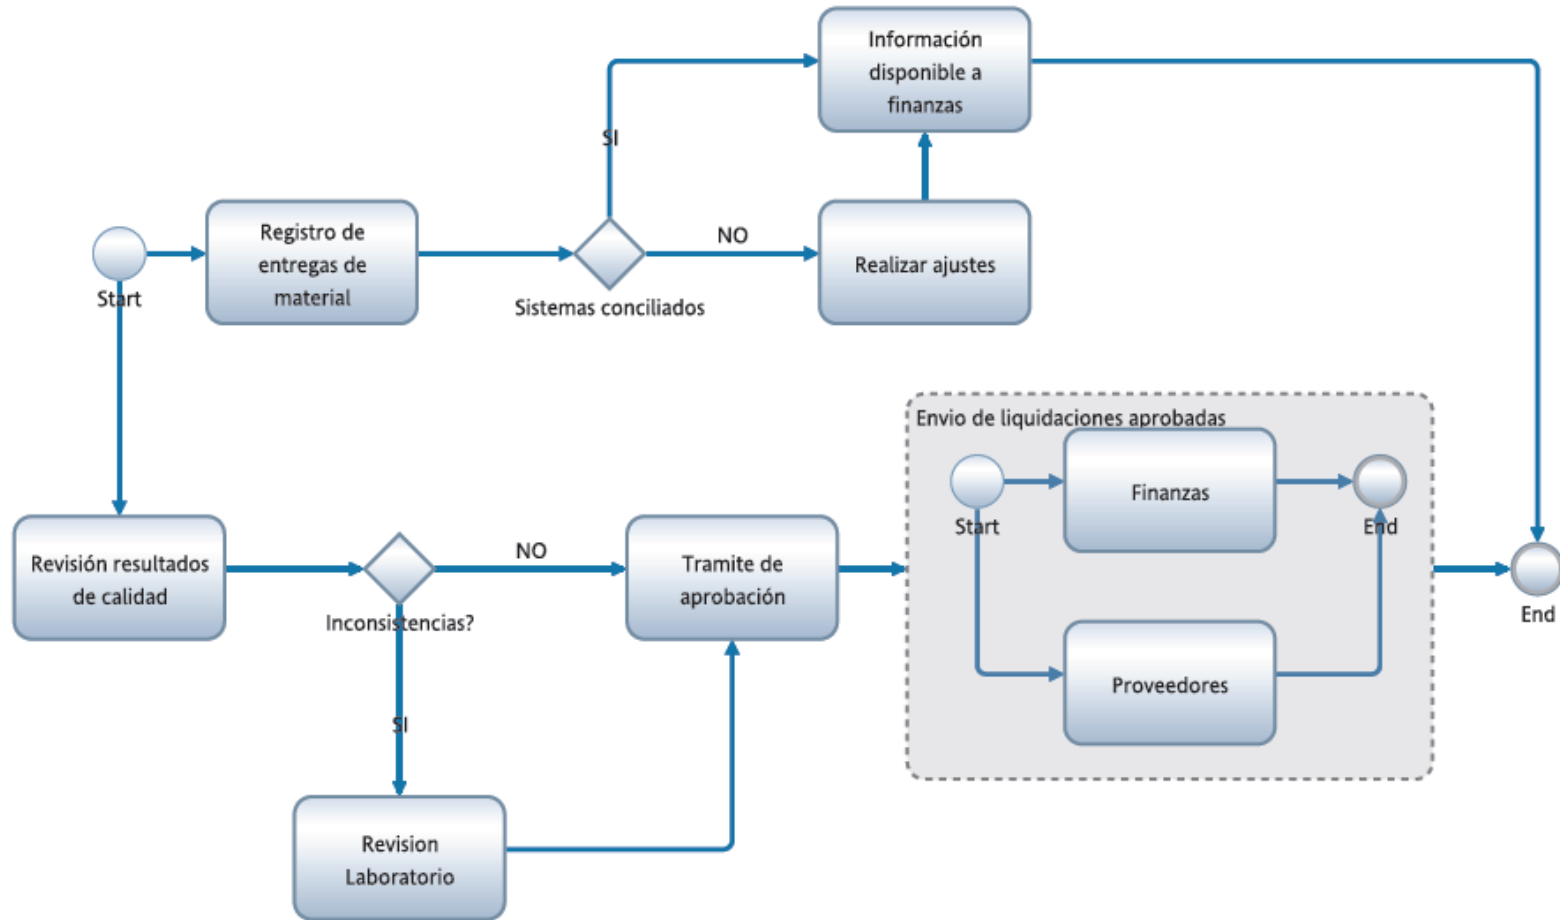 Información
disponible a
finanzas
SI
Registro de
entregas de
material
NO
Realizar ajustes
Start
Sistemas conciliados
Envio de liquidaciones aprobadas
Finanzas
Start
End
Revisión resultados
de calidad
NO
Tramite de
aprobación
Inconsistencias?
End
Proveedores
SI
Revision
Laboratorio